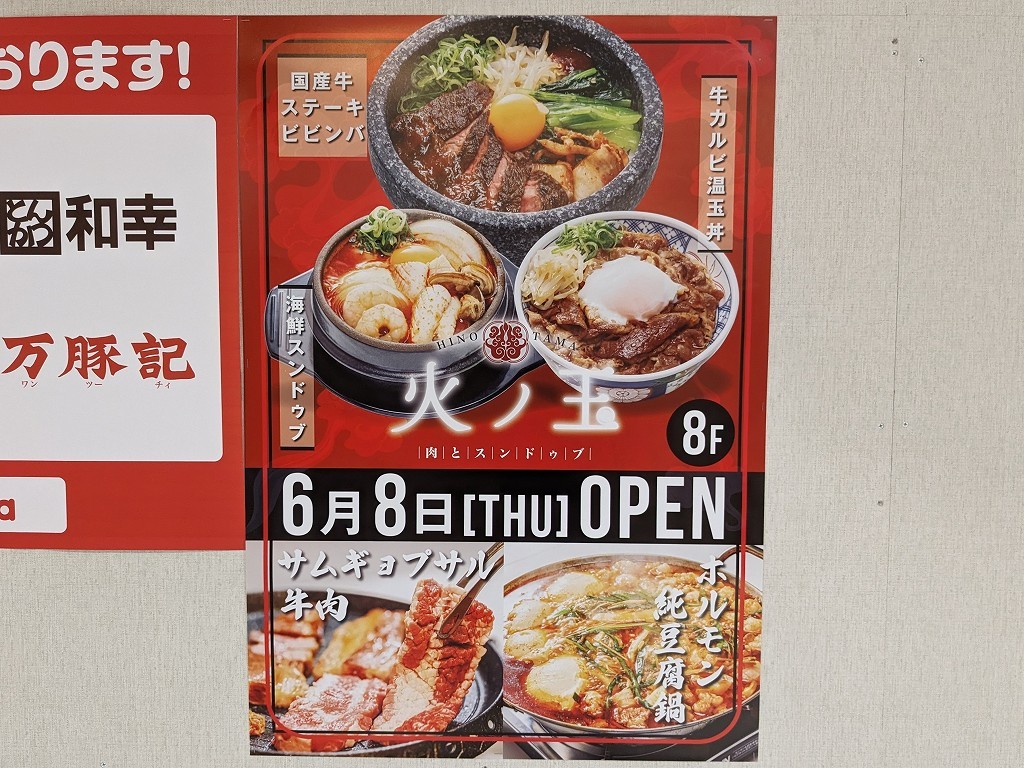 おります!
とんかつ
和幸
万豚記
ワン ツー チィ
a
国産牛
ステーキ
ビビンバ
牛カルビ温玉丼
海鮮スンドゥブ
HINO TAMA
火ノ玉
|肉|と|ス|ン|ド|ゥ|ブ|
8F
6月8日[THU]OPEN
サムギョプサル
牛肉
ホルモン
純豆腐鍋